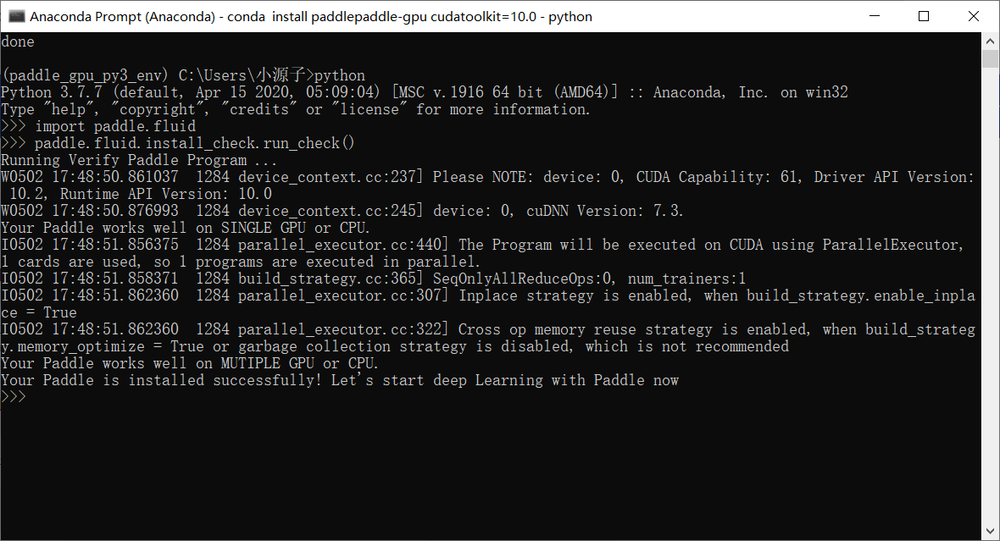 Anaconda Prompt (Anaconda) - conda  install paddlepaddle-gpu cudatoolkit=10.0 - python
done
(paddle_gpu_py3_env) C:\Users\小源子>python
Python 3.7.7 (default, Apr 15 2020, 05:09:04) [MSC v.1916 64 bit (AMD64)] :: Anaconda, Inc. on win32
Type "help", "copyright", "credits" or "license" for more information.
>>> import paddle.fluid
>>> paddle.fluid.install_check.run_check()
Running Verify Paddle Program ...
W0502 17:48:50.861037  1284 device_context.cc:237] Please NOTE: device: 0, CUDA Capability: 61, Driver API Version:
 10.2, Runtime API Version: 10.0
W0502 17:48:50.876993  1284 device_context.cc:245] device: 0, cuDNN Version: 7.3.
Your Paddle works well on SINGLE GPU or CPU.
I0502 17:48:51.856375  1284 parallel_executor.cc:440] The Program will be executed on CUDA using ParallelExecutor,
1 cards are used, so 1 programs are executed in parallel.
I0502 17:48:51.858371  1284 build_strategy.cc:365] SeqOnlyAllReduceOps:0, num_trainers:1
I0502 17:48:51.862360  1284 parallel_executor.cc:307] Inplace strategy is enabled, when build_strategy.enable_inpla
ce = True
I0502 17:48:51.862360  1284 parallel_executor.cc:322] Cross op memory reuse strategy is enabled, when build_strateg
y.memory_optimize = True or garbage collection strategy is disabled, which is not recommended
Your Paddle works well on MUTIPLE GPU or CPU.
Your Paddle is installed successfully! Let's start deep Learning with Paddle now
>>>